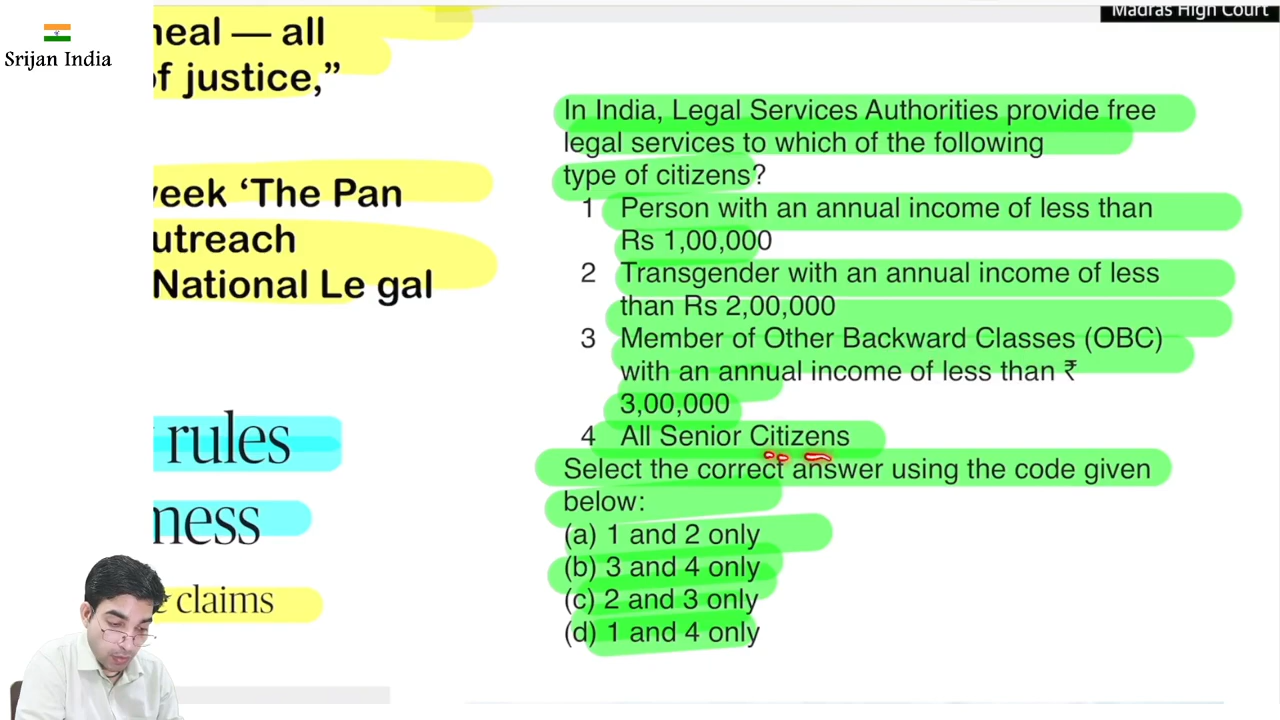 Madras High Court
Srijan India
neal — all
of justice,”
In India, Legal Services Authorities provide free
legal services to which of the following
type of citizens?
1 Person with an annual income of less than
Rs 1,00,000
2 Transgender with an annual income of less
than Rs 2,00,000
3 Member of Other Backward Classes (OBC)
with an annual income of less than ₹
3,00,000
4 All Senior Citizens
Select the correct answer using the code given
below:
(a) 1 and 2 only
(b) 3 and 4 only
(c) 2 and 3 only
(d) 1 and 4 only
week ‘The Pan
utreach
National Le gal
rules
ness
claims